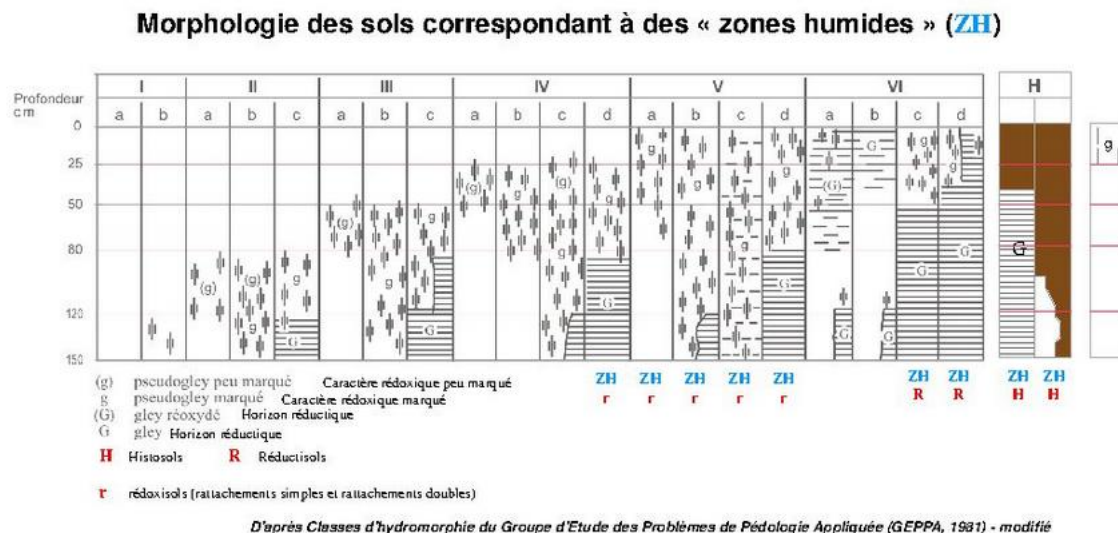 Morphologie des sols correspondant à des « zones humides » (ZH)
I II III IV V VI H
Profondeur
cm
a b a b c a b c a b c d a b c d a b c d
0
25
50
80
120
150
(g) (g) g (g) g g G (g) g g G (g) g (g) g g G g g g g g G G (G) G G g G g G G g
ZH ZH ZH ZH ZH ZH ZH ZH ZH
r r r r r R R H H
(g) pseudogley peu marqué Caractère rédoxique peu marqué
g pseudogley marqué Caractère rédoxique marqué
(G) gley réoxydé Horizon réductique
G gley Horizon réductique
H Histosols R Réductisols
r rédoxisols (rattachements simples et rattachements doubles)
D'après Classes d'hydromorphie du Groupe d'Etude des Problèmes de Pédologie Appliquée (GEPPA, 1981) - modifié